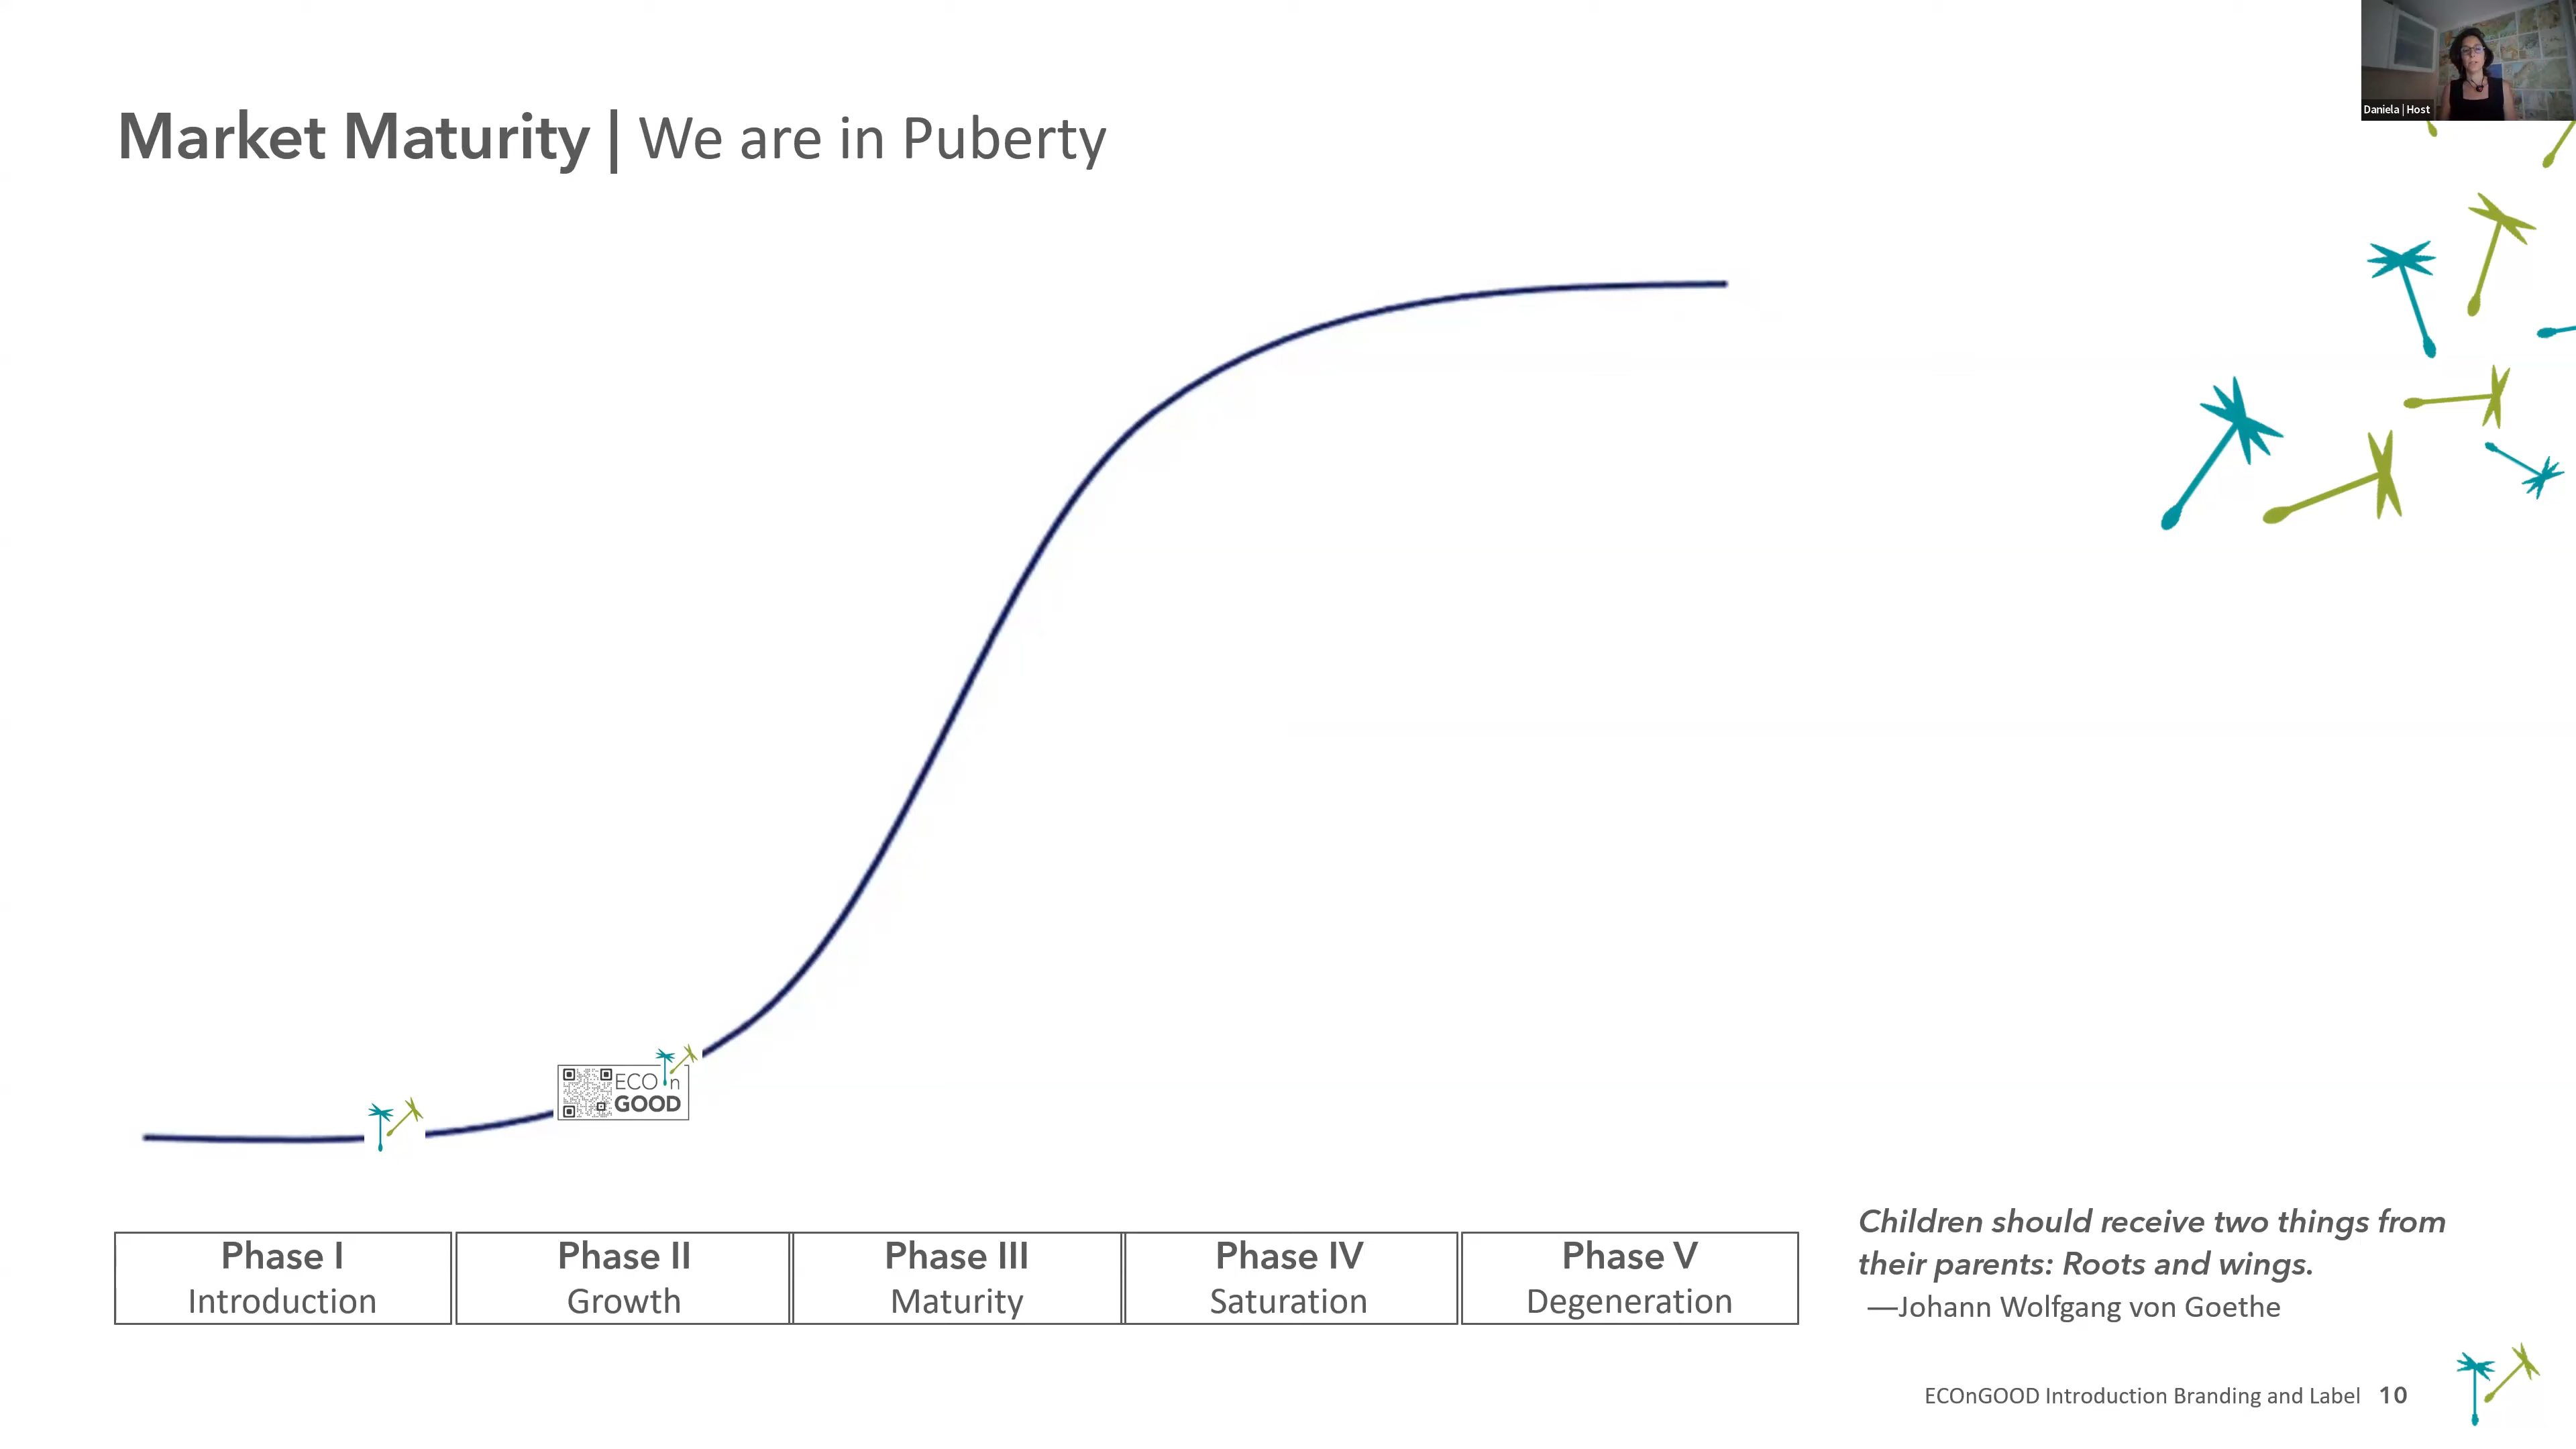 Daniela | Host
Market Maturity | We are in Puberty
ECOnGOOD
Phase I
Introduction
Phase II
Growth
Phase III
Maturity
Phase IV
Saturation
Phase V
Degeneration
Children should receive two things from
their parents: Roots and wings.
—Johann Wolfgang von Goethe
ECOnGOOD Introduction Branding and Label 10